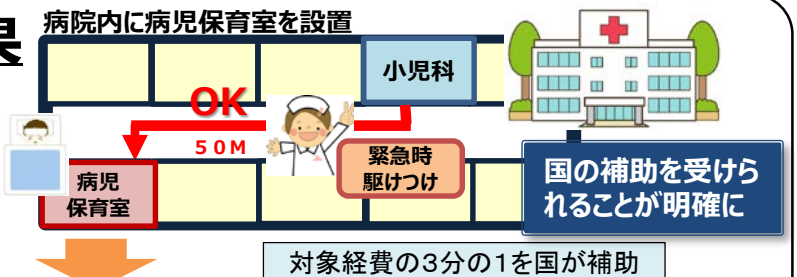 果
病院内に病児保育室を設置
小児科
OK
50M
緊急時
駆けつけ
病児
保育室
国の補助を受けら
れることが明確に
対象経費の3分の1を国が補助